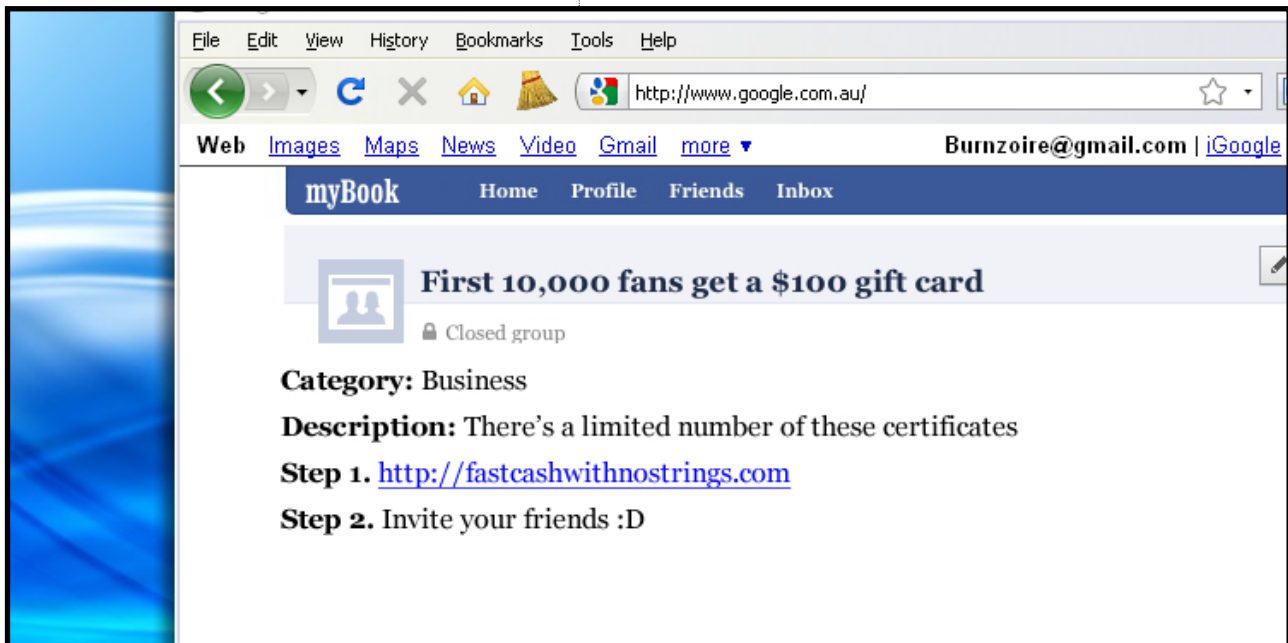 File Edit View History Bookmarks Tools Help
http://www.google.com.au/
Web Images Maps News Video Gmail more ▼ Burnzoire@gmail.com | iGoogle
myBook Home Profile Friends Inbox
First 10,000 fans get a $100 gift card
Closed group
Category: Business
Description: There's a limited number of these certificates
Step 1. http://fastcashwithnostrings.com
Step 2. Invite your friends :D